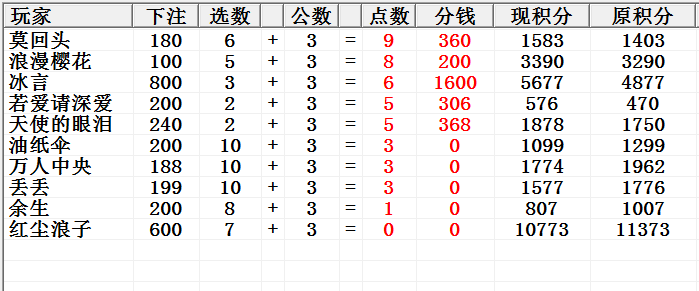 玩家 下注 选数 公数 点数 分钱 现积分 原积分
莫回头 180 6 + 3 = 9 360 1583 1403
浪漫樱花 100 5 + 3 = 8 200 3390 3290
冰言 800 3 + 3 = 6 1600 5677 4877
若爱请深爱 200 2 + 3 = 5 306 576 470
天使的眼泪 240 2 + 3 = 5 368 1878 1750
油纸伞 200 10 + 3 = 3 0 1099 1299
万人中央 188 10 + 3 = 3 0 1774 1962
丢丢 199 10 + 3 = 3 0 1577 1776
余生 200 8 + 3 = 1 0 807 1007
红尘浪子 600 7 + 3 = 0 0 10773 11373